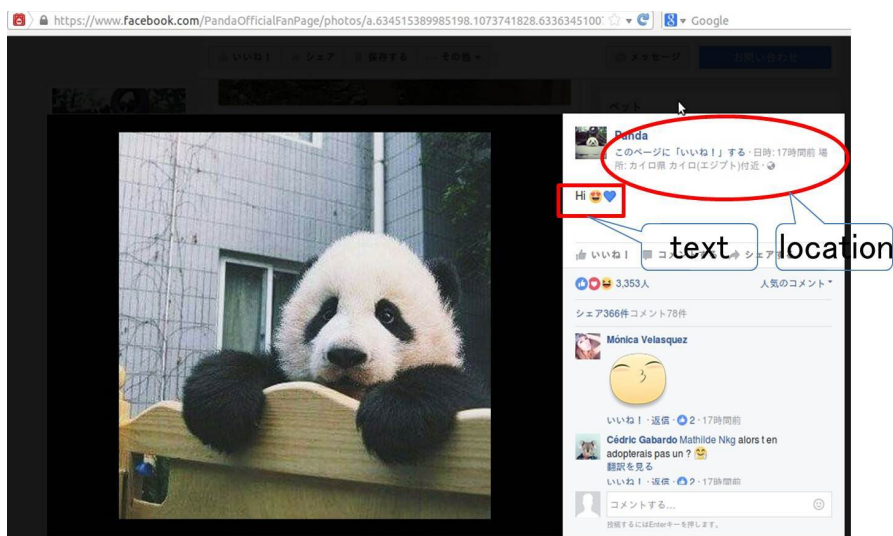 https://www.facebook.com/PandaOfficialFanPage/photos/a.634515389985198.1073741828.6336345100
Google
いいね！ シェア 保存する その他
メッセージ
お問い合わせ
ペット
Panda
このページに「いいね！」する · 日時: 17時間前 場
所: カイロ県 カイロ(エジプト)付近 ·
Hi 😍💙
text
location
いいね！ シェアする
3,353人
人気のコメント
シェア366件 コメント78件
Mónica Velasquez
いいね！ · 返信 · 2 · 17時間前
Cédric Gabardo Mathilde Nkg alors t en
adopterais pas un ? 😊
翻訳を見る
いいね！ · 返信 · 2 · 17時間前
コメントする...
投稿するにはEnterキーを押します。